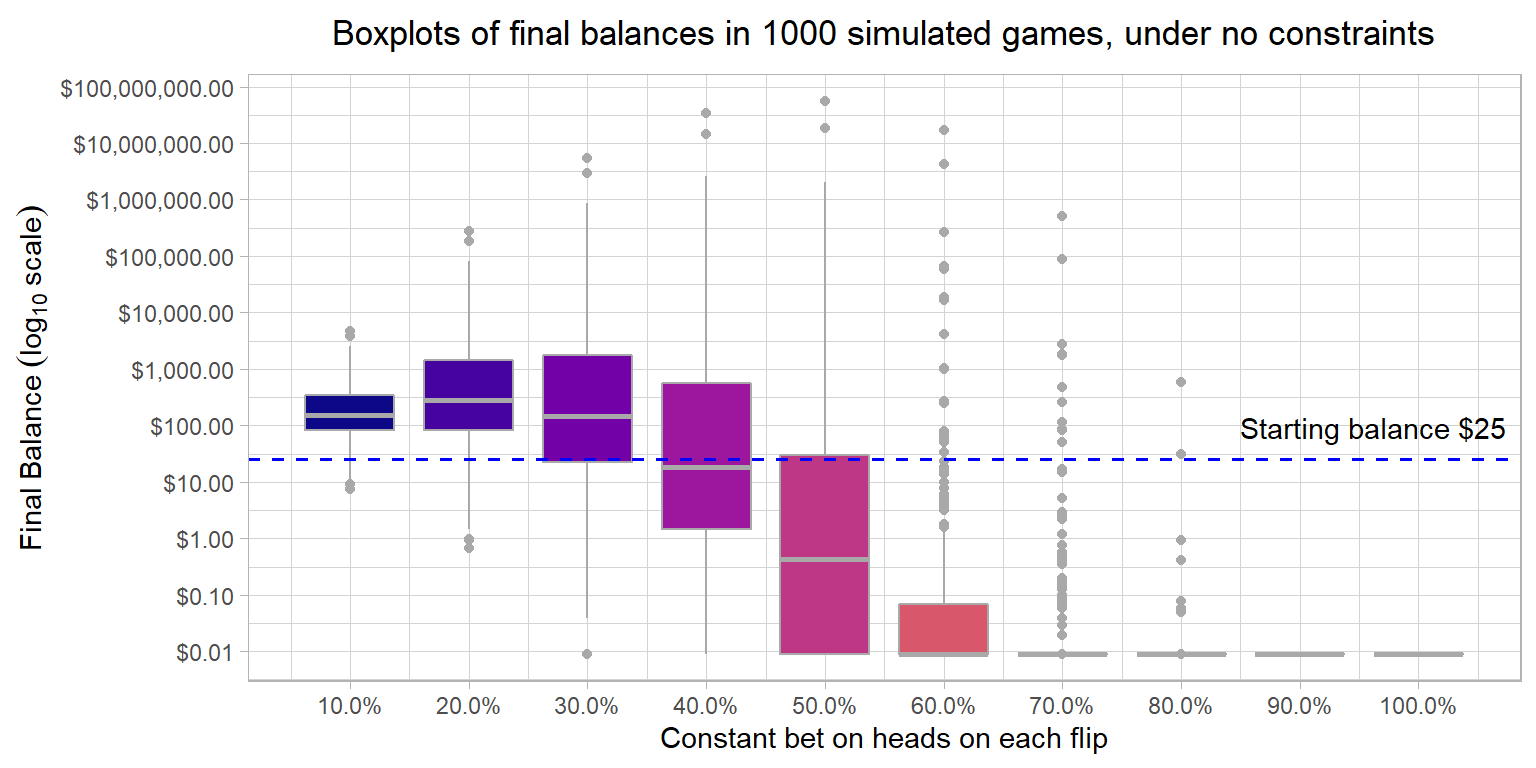 Boxplots of final balances in 1000 simulated games, under no constraints
Final Balance (log10 scale)
$100,000,000.00
$10,000,000.00
$1,000,000.00
$100,000.00
$10,000.00
$1,000.00
$100.00
$10.00
$1.00
$0.10
$0.01
Starting balance $25
10.0% 20.0% 30.0% 40.0% 50.0% 60.0% 70.0% 80.0% 90.0% 100.0%
Constant bet on heads on each flip